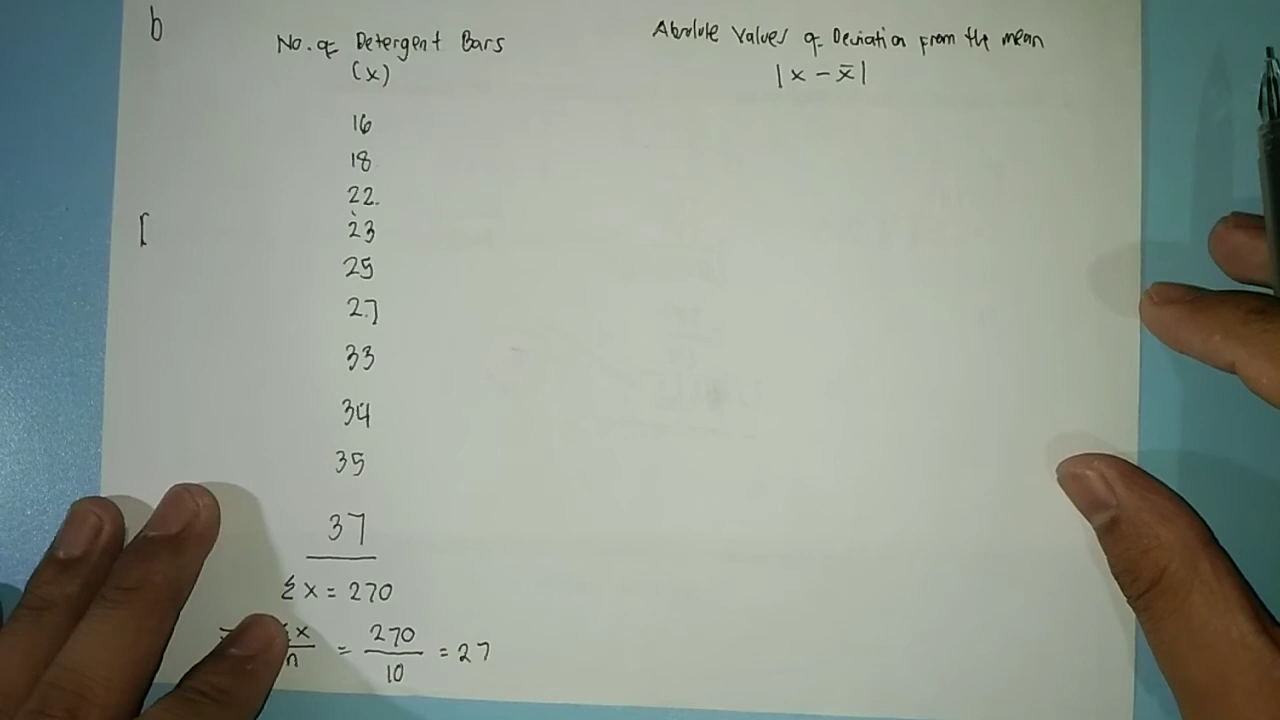 b
No. of Detergent Bars
(x)
Absolute Values of Deviation from the mean
|x - x̄|
16
18
22.
23
[
25
27
33
34
35
37
Σx = 270
x/n = 270/10 = 27